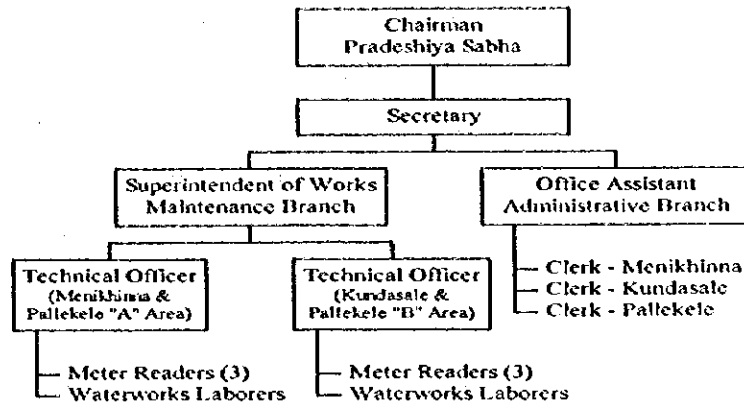 Chairman
Pradeshiya Sabha
Secretary
Superintendent of Works
Maintenance Branch
Office Assistant
Administrative Branch
Technical Officer
(Menikhinna &
Pallekele "A" Area)
Technical Officer
(Kundasale &
Pallekele "B" Area)
Clerk - Menikhinna
Clerk - Kundasale
Clerk - Pallekele
Meter Readers (3)
Waterworks Laborers
Meter Readers (3)
Waterworks Laborers